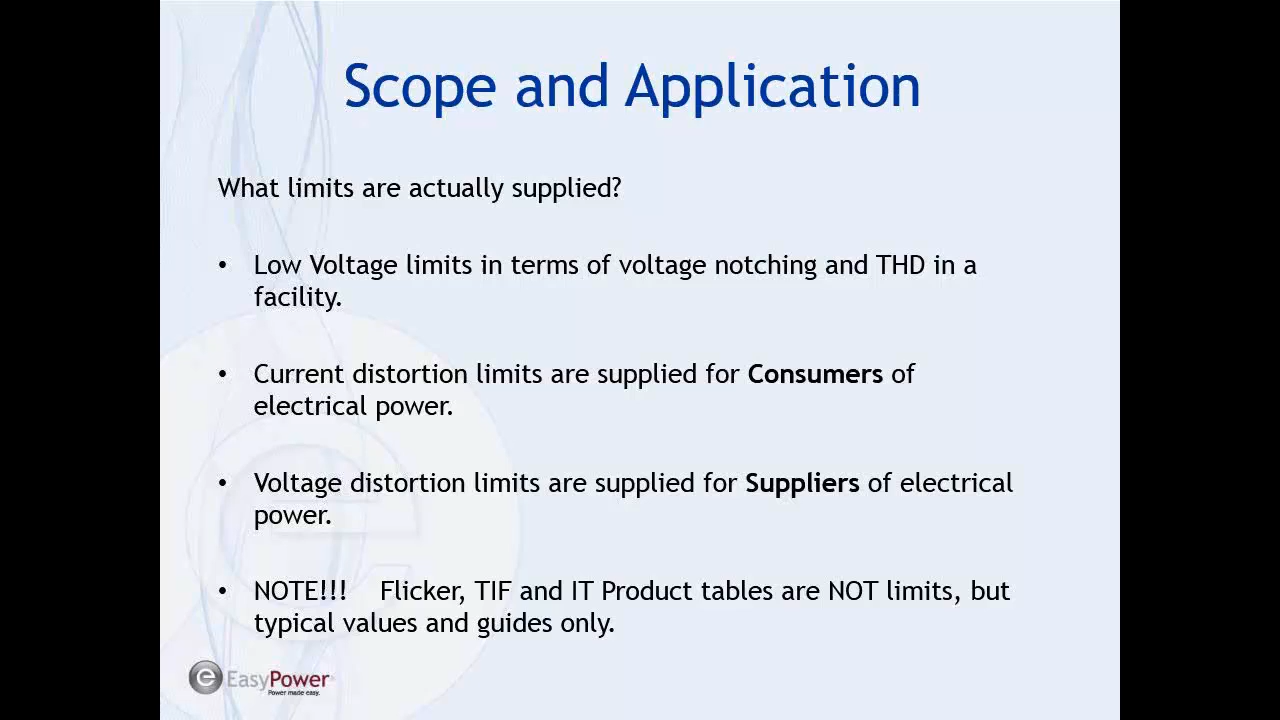 Scope and Application
What limits are actually supplied?
• Low Voltage limits in terms of voltage notching and THD in a
facility.
• Current distortion limits are supplied for Consumers of
electrical power.
• Voltage distortion limits are supplied for Suppliers of electrical
power.
• NOTE!!! Flicker, TIF and IT Product tables are NOT limits, but
typical values and guides only.
e EasyPower
Power made easy.